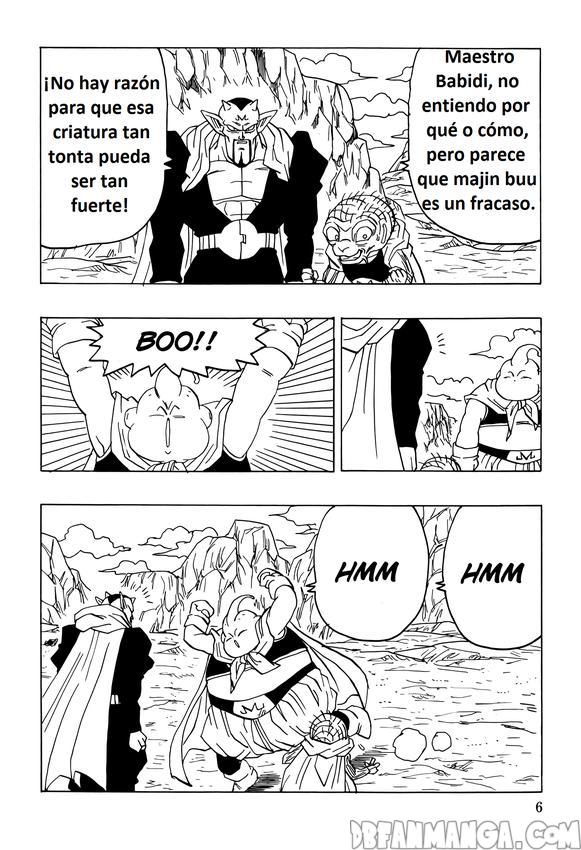 Maestro
Babidi, no
entiendo por
qué o cómo,
pero parece
que majin buu
es un fracaso.
¡No hay razón
para que esa
criatura tan
tonta pueda
ser tan
fuerte!
BOO!!
HMM
HMM
6
DBFANMANGA.COM